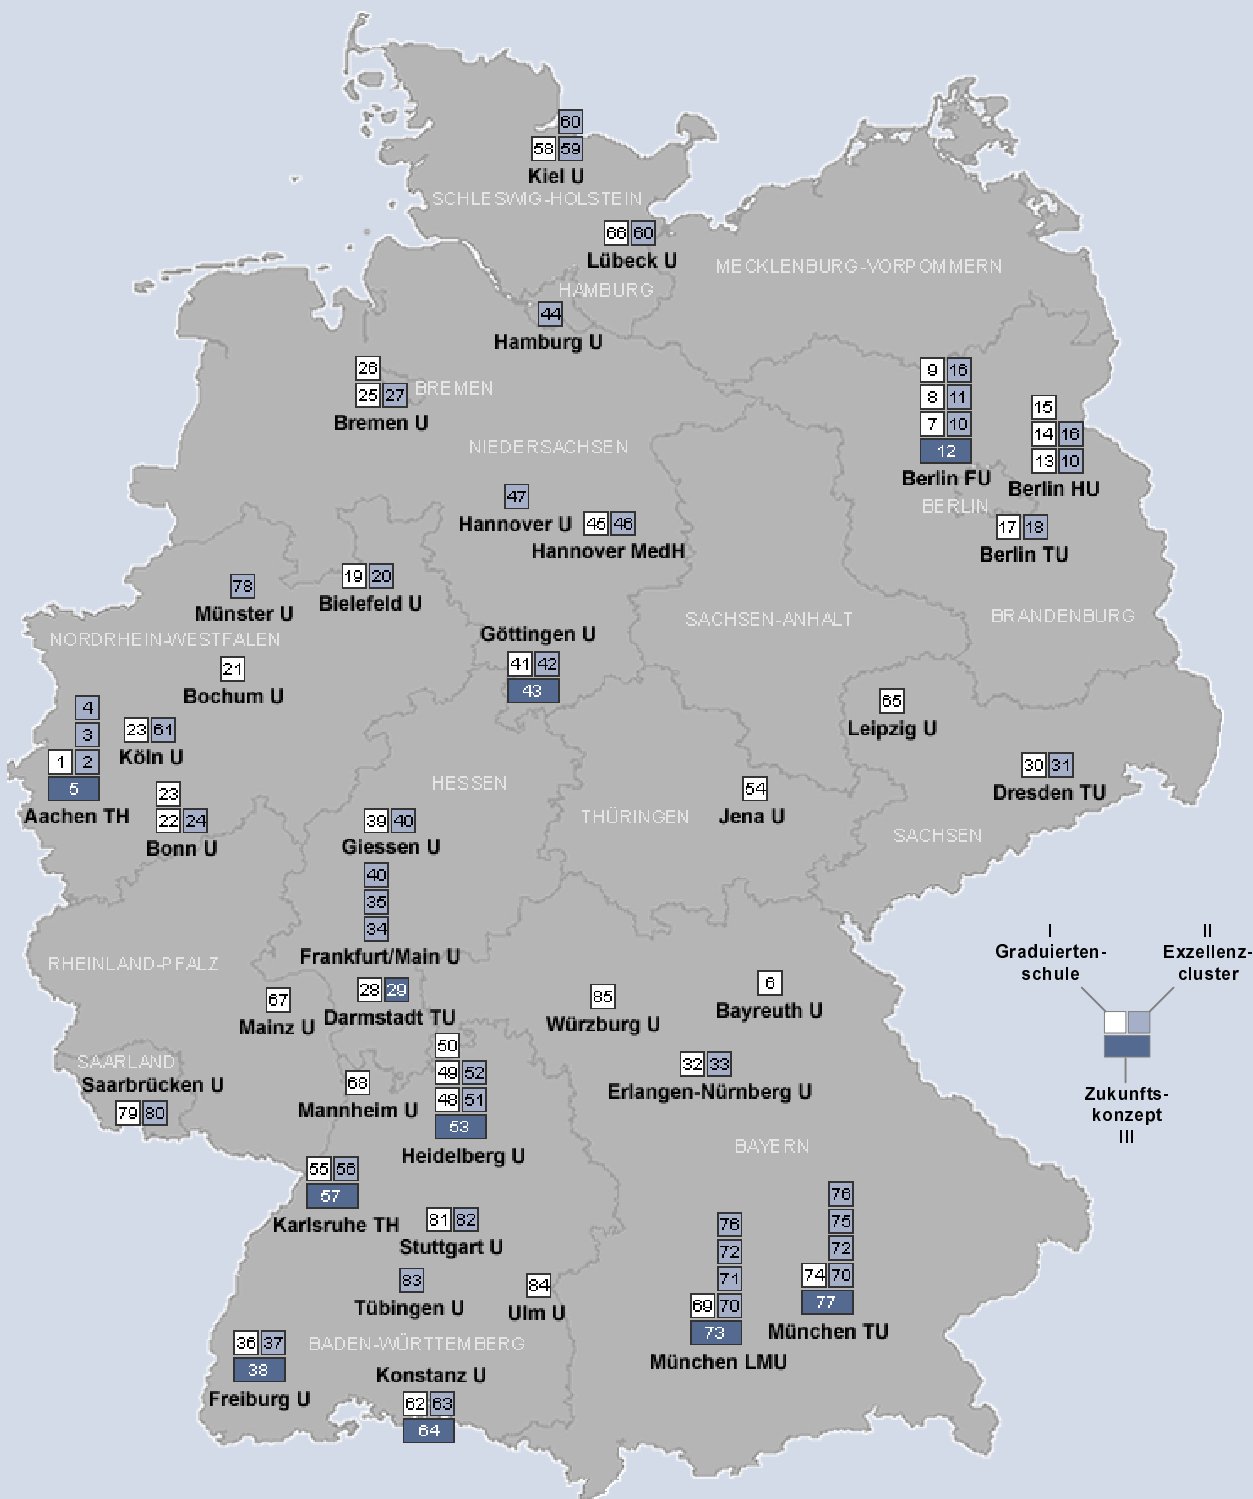 60
58 59
Kiel U
SCHLESWIG-HOLSTEIN
66 60
Lübeck U
MECKLENBURG-VORPOMMERN
HAMBURG
44
Hamburg U
26
25 27
BREMEN
Bremen U
9 16
8 11
7 10
12
Berlin FU
15
14 16
13 10
Berlin HU
BERLIN
17 18
Berlin TU
NIEDERSACHSEN
47
Hannover U
45 46
Hannover MedH
78
Münster U
19 20
Bielefeld U
NORDRHEIN-WESTFALEN
SACHSEN-ANHALT
BRANDENBURG
Göttingen U
41 42
43
21
Bochum U
4
3
1 2
5
Aachen TH
23 61
Köln U
23
22 24
Bonn U
65
Leipzig U
30 31
Dresden TU
HESSEN
54
Jena U
THÜRINGEN
SACHSEN
39 40
Giessen U
40
35
34
Frankfurt/Main U
RHEINLAND-PFALZ
67
Mainz U
28 29
Darmstadt TU
85
Würzburg U
6
Bayreuth U
I
Graduierten-
schule
II
Exzellenz-
cluster
Zukunfts-
konzept
III
SAARLAND
Saarbrücken U
79 80
68
Mannheim U
50
49 52
48 51
53
Heidelberg U
32 33
Erlangen-Nürnberg U
BAYERN
55 56
57
Karlsruhe TH
81 82
Stuttgart U
83
Tübingen U
84
Ulm U
76
72
71
69 70
73
München LMU
76
75
72
74 70
77
München TU
36 37
38
Freiburg U
BADEN-WÜRTTEMBERG
Konstanz U
62 63
64